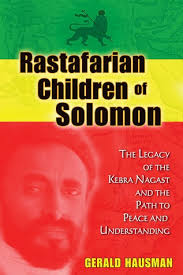 Rastafarian
Children of
Solomon
THE LEGACY
OF THE
KEBRA NAGAST
AND THE
PATH TO
PEACE AND
UNDERSTANDING
GERALD HAUSMAN